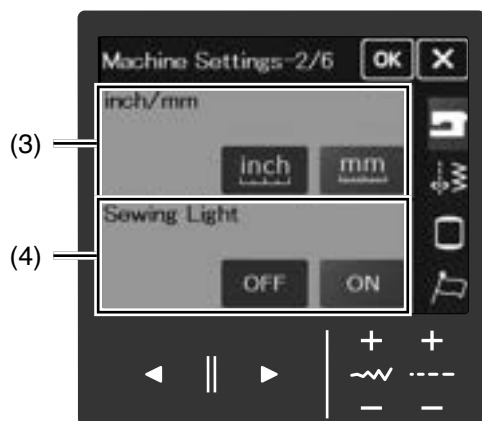 Machine Settings-2/6 OK X
inch/mm
(3)
inch mm
Sewing Light
(4)
OFF ON
+ +
- -